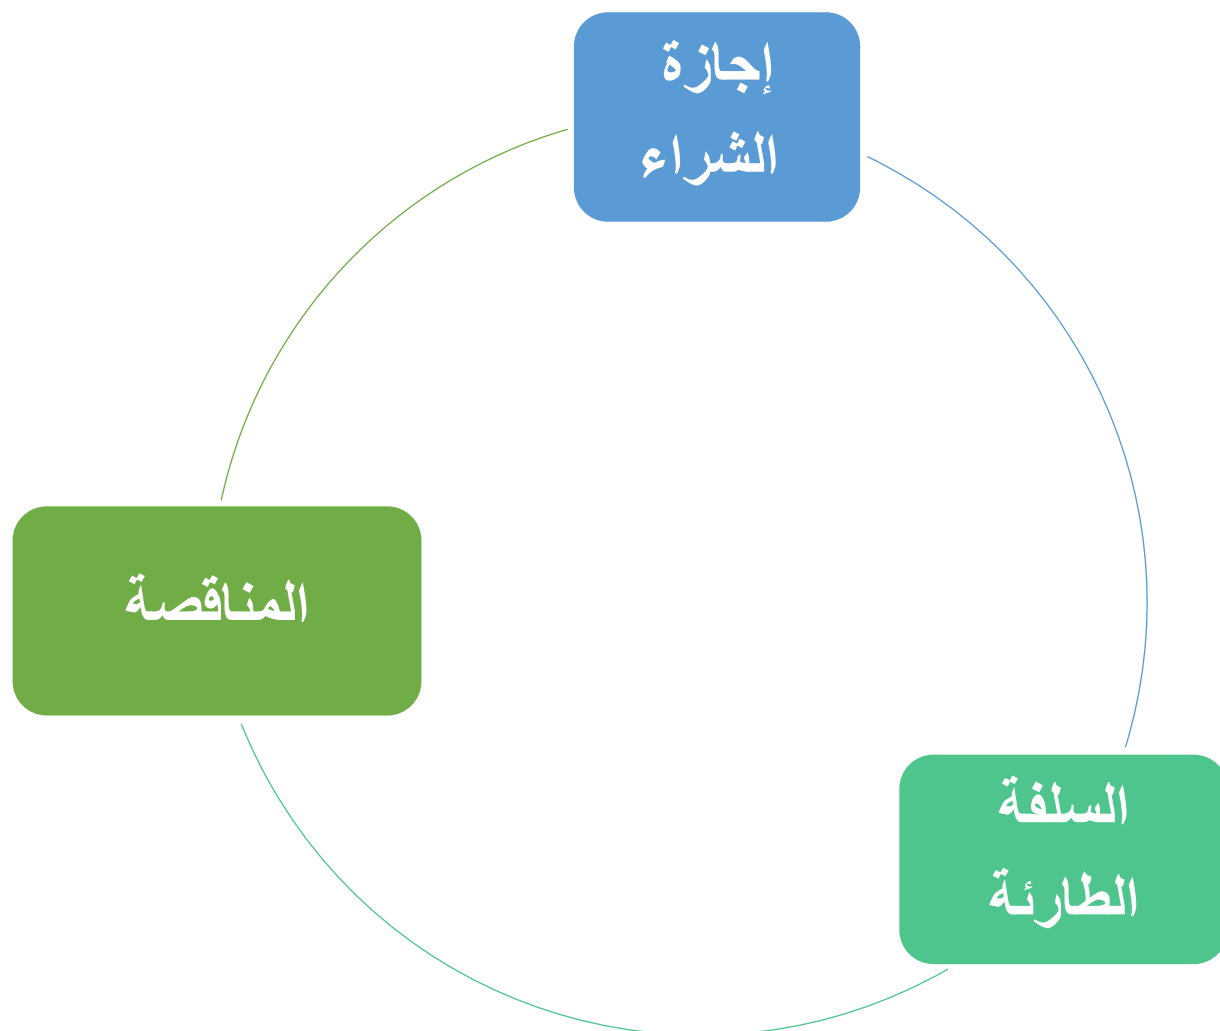 إجازة
الشراء
المناقصة
السلفة
الطارئة